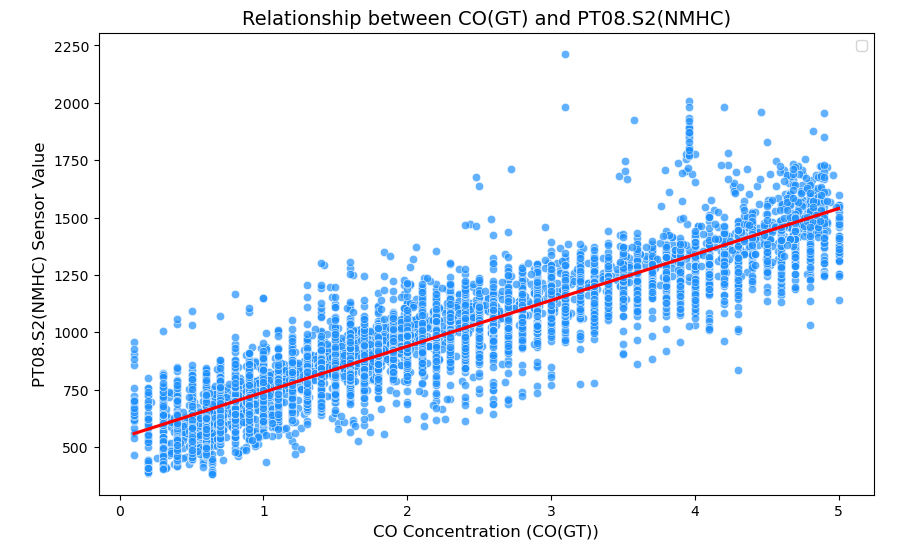 Relationship between CO(GT) and PT08.S2(NMHC)
PT08.S2(NMHC) Sensor Value
2250
2000
1750
1500
1250
1000
750
500
0 1 2 3 4 5
CO Concentration (CO(GT))